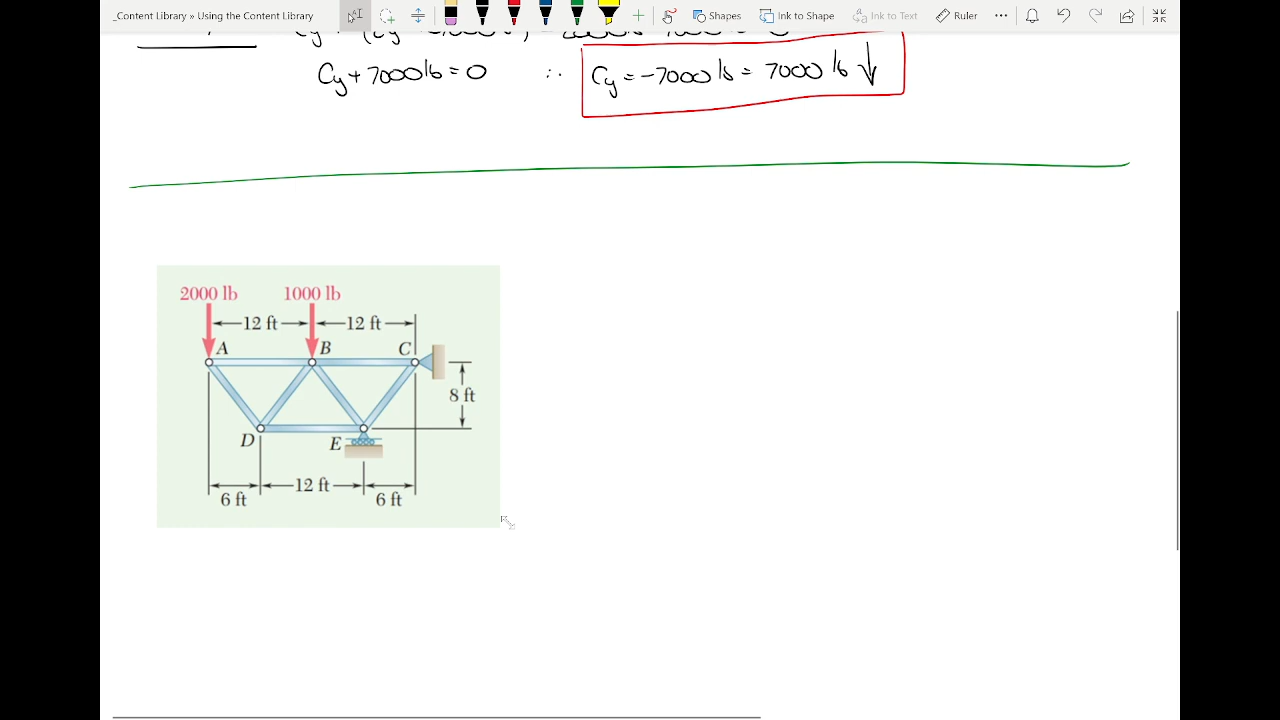 _Content Library » Using the Content Library
Shapes
Ink to Shape
Ink to Text
Ruler
Cy + 7000 lb = 0 ∴ Cy = -7000 lb = 7000 lb ↓
2000 lb 1000 lb
12 ft 12 ft
A B C
8 ft
D E
12 ft
6 ft 6 ft